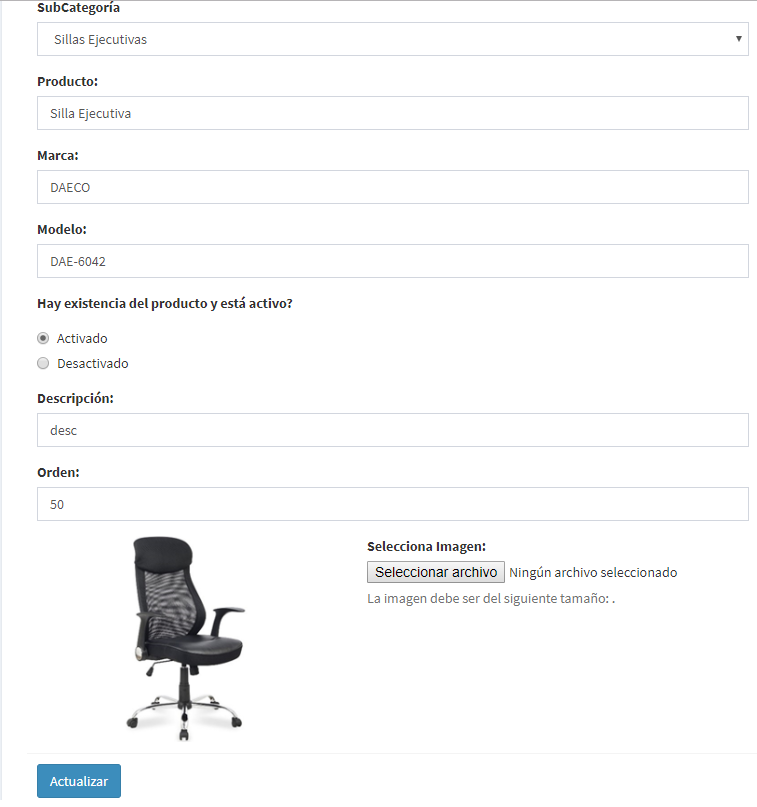 SubCategoría
Sillas Ejecutivas
Producto:
Silla Ejecutiva
Marca:
DAECO
Modelo:
DAE-6042
Hay existencia del producto y está activo?
Activado
Desactivado
Descripción:
desc
Orden:
50
Selecciona Imagen:
Seleccionar archivo Ningún archivo seleccionado
La imagen debe ser del siguiente tamaño: .
Actualizar